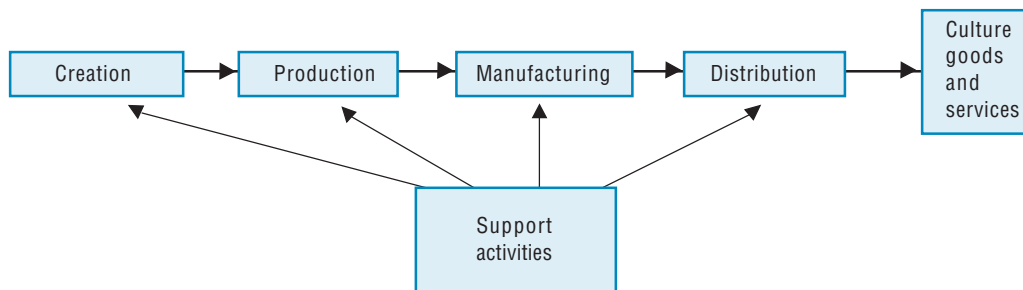 Creation
Production
Manufacturing
Distribution
Culture
goods
and
services
Support
activities